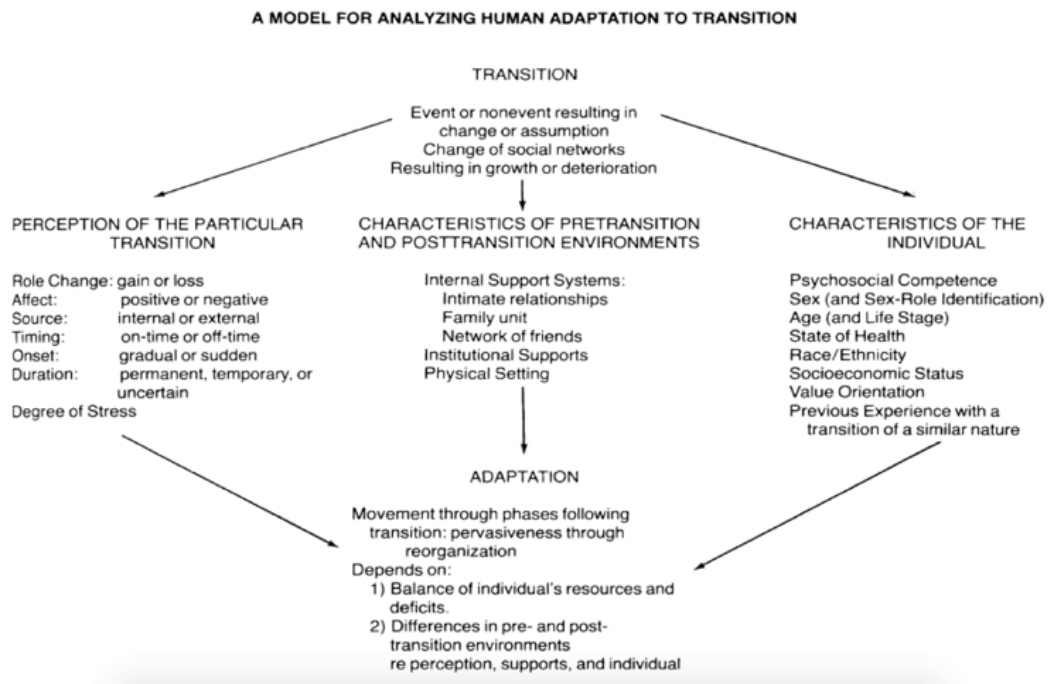 A MODEL FOR ANALYZING HUMAN ADAPTATION TO TRANSITION
TRANSITION
Event or nonevent resulting in
change or assumption
Change of social networks
Resulting in growth or deterioration
PERCEPTION OF THE PARTICULAR
TRANSITION
Role Change: gain or loss
Affect: positive or negative
Source: internal or external
Timing: on-time or off-time
Onset: gradual or sudden
Duration: permanent, temporary, or
uncertain
Degree of Stress
CHARACTERISTICS OF PRETRANSITION
AND POSTTRANSITION ENVIRONMENTS
Internal Support Systems:
Intimate relationships
Family unit
Network of friends
Institutional Supports
Physical Setting
CHARACTERISTICS OF THE
INDIVIDUAL
Psychosocial Competence
Sex (and Sex-Role Identification)
Age (and Life Stage)
State of Health
Race/Ethnicity
Socioeconomic Status
Value Orientation
Previous Experience with a
transition of a similar nature
ADAPTATION
Movement through phases following
transition: pervasiveness through
reorganization
Depends on:
1) Balance of individual's resources and
deficits.
2) Differences in pre- and post-
transition environments
re perception, supports, and individual